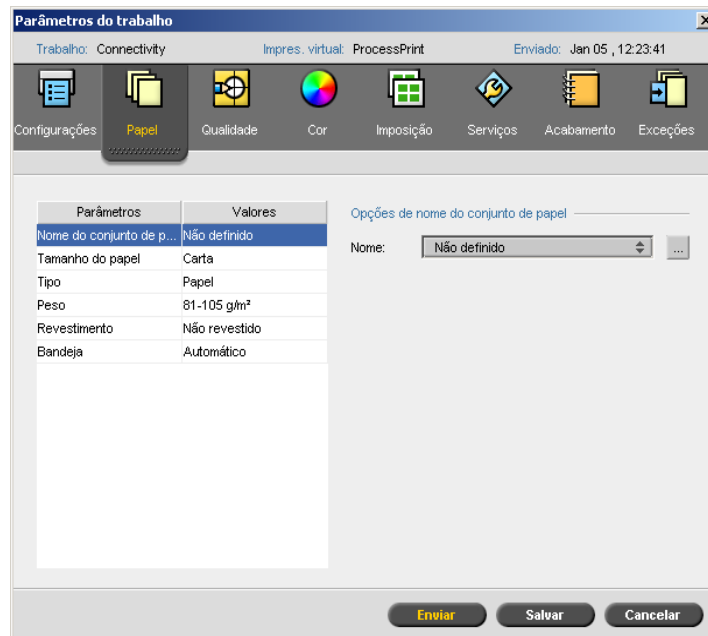 Parâmetros do trabalho
Trabalho: Connectivity Impres. virtual: ProcessPrint Enviado: Jan 05 , 12:23:41
Configurações Papel Qualidade Cor Imposição Serviços Acabamento Exceções
Parâmetros Valores Opções de nome do conjunto de papel
Nome do conjunto de p... Não definido
Nome: Não definido ...
Tamanho do papel Carta
Tipo Papel
Peso 81-105 g/m²
Revestimento Não revestido
Bandeja Automático
Enviar Salvar Cancelar